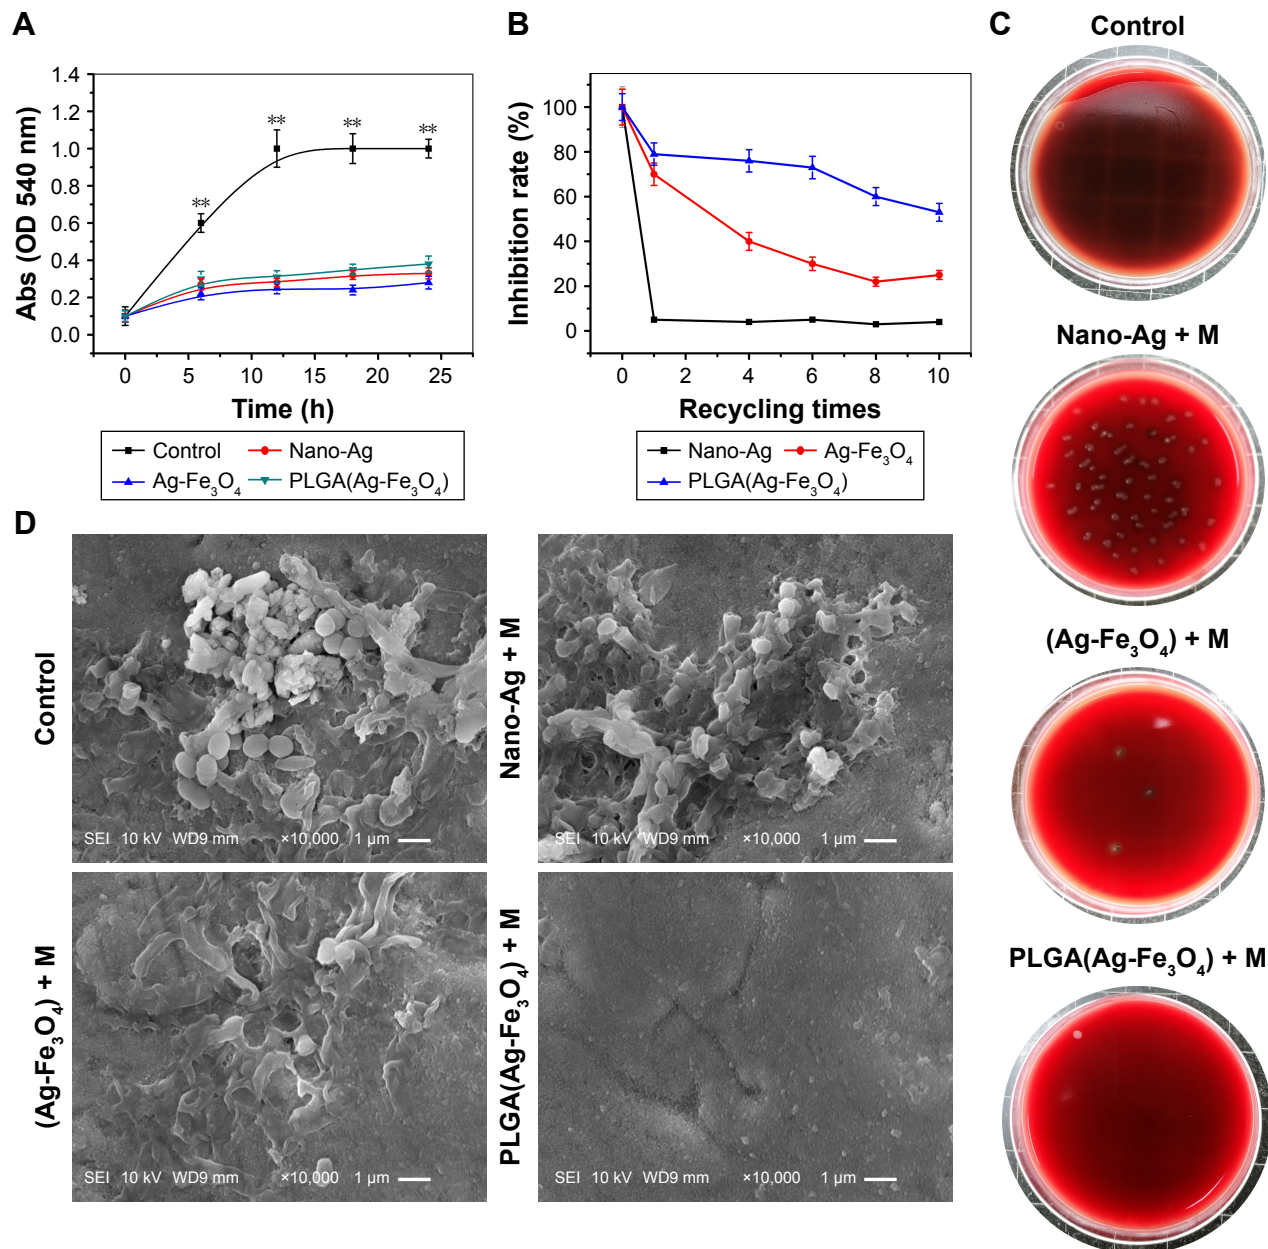 A
B
C
Control
1.4
1.2
1.0
0.8
0.6
0.4
0.2
0.0
Abs (OD 540 nm)
**
**
**
**
0
5
10
15
20
25
Time (h)
Control
Nano-Ag
Ag-Fe₃O₄
PLGA(Ag-Fe₃O₄)
100
80
60
40
20
0
Inhibition rate (%)
0
2
4
6
8
10
Recycling times
Nano-Ag
Ag-Fe₃O₄
PLGA(Ag-Fe₃O₄)
Nano-Ag + M
(Ag-Fe₃O₄) + M
PLGA(Ag-Fe₃O₄) + M
D
Control
SEI 10 kV WD9 mm ×10,000 1 µm
Nano-Ag + M
SEI 10 kV WD9 mm ×10,000 1 µm
(Ag-Fe₃O₄) + M
SEI 10 kV WD9 mm ×10,000 1 µm
PLGA(Ag-Fe₃O₄) + M
SEI 10 kV WD9 mm ×10,000 1 µm